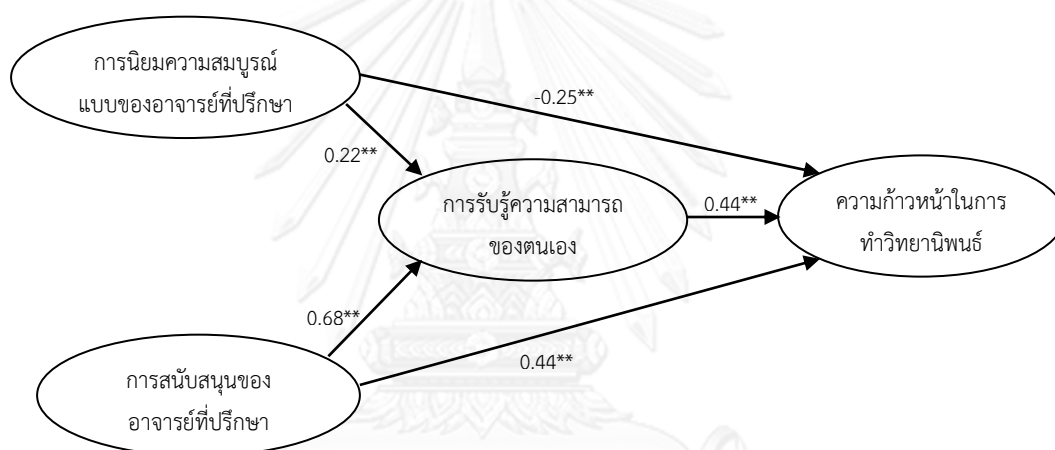 การนิยมความสมบูรณ์
แบบของอาจารย์ที่ปรึกษา
-0.25**
0.22**
การรับรู้ความสามารถ
ของตนเอง
0.44**
ความก้าวหน้าในการ
ทำวิทยานิพนธ์
0.68**
0.44**
การสนับสนุนของ
อาจารย์ที่ปรึกษา